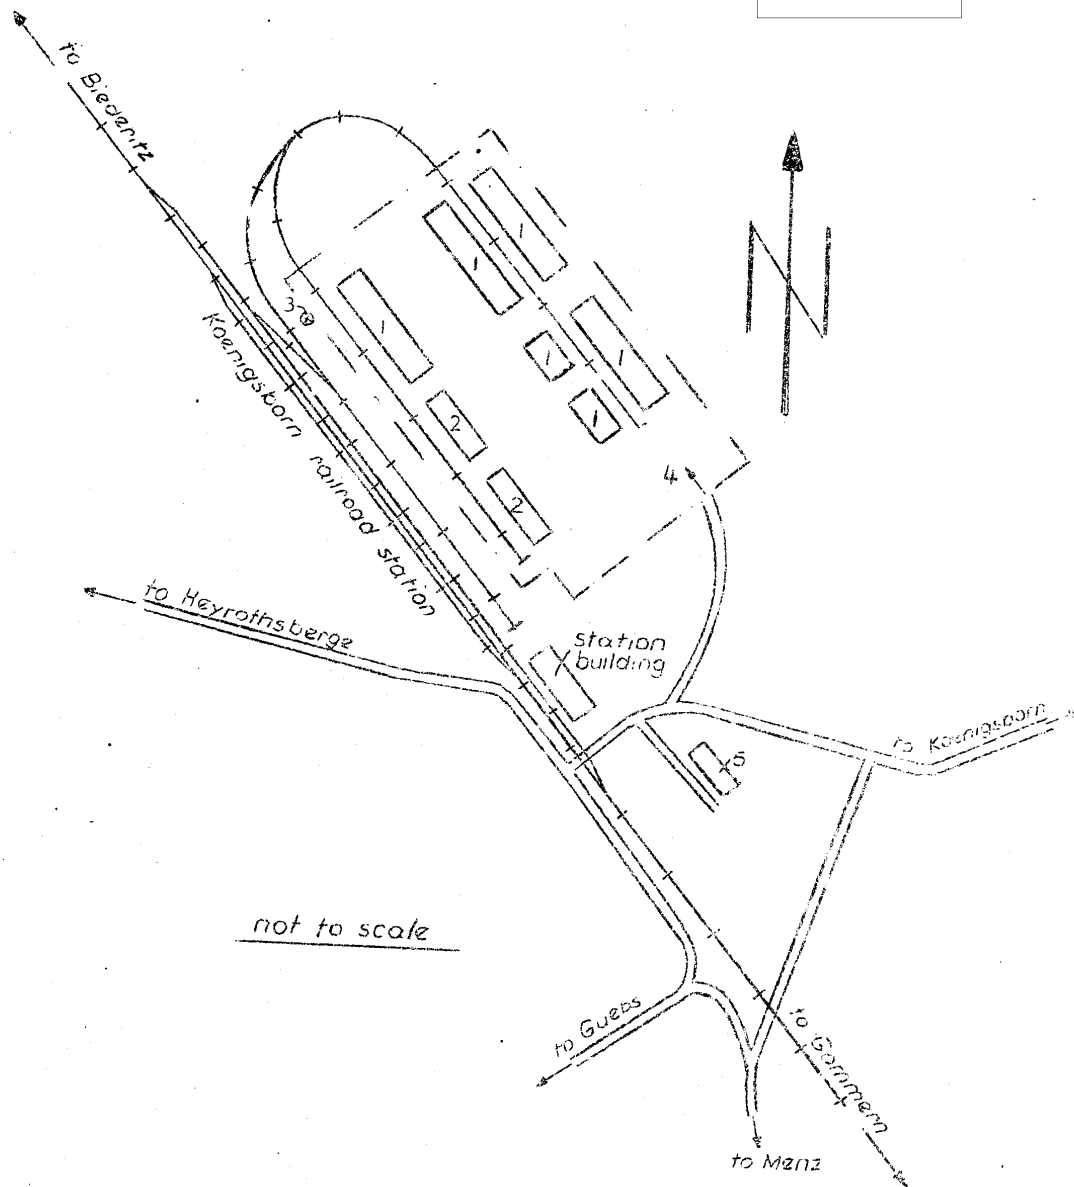 to Biederitz
N
1
1
1
1
1
1
2
2
3
4
Koenigsborn railroad station
to Heyrothsberge
station
building
to Koenigsborn
5
not to scale
to Guebs
to Gommern
to Menz